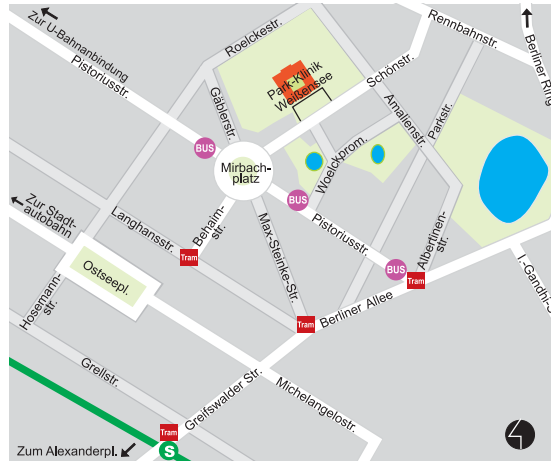 Zur U-Bahnanbindung
Pistoriusstr.
Roelckestr.
Rennbahnstr.
Berliner Ring
Park-Klinik
Weißensee
Schönstr.
Gäblerstr.
Amalienstr.
Parkstr.
BUS
Mirbach-
platz
Woelckprom.
BUS
Pistoriusstr.
Zur Stadt-
autobahn
Langhansstr.
Behaim-
str.
Max-Steinke-Str.
Albertinen-
str.
Tram
BUS
Tram
Ostseepl.
Hosemann-
str.
Tram
Berliner Allee
I.-Gandhi-S
Grellstr.
Greifswalder Str.
Michelangelostr.
Tram
S
Zum Alexanderpl.